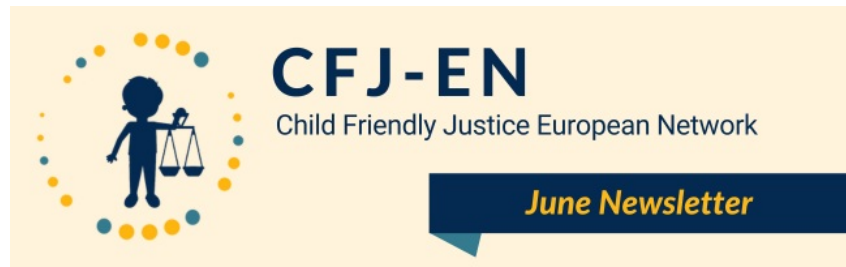 CFJ-EN
Child Friendly Justice European Network
June Newsletter